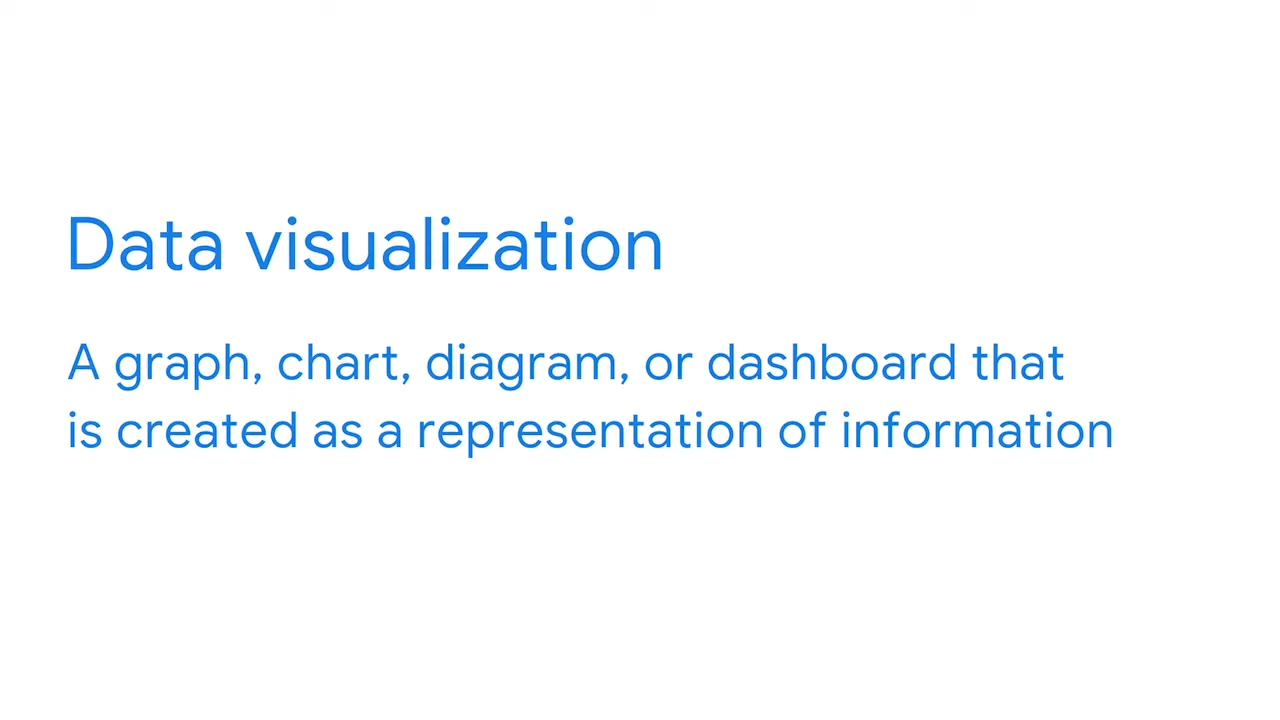 Data visualization
A graph, chart, diagram, or dashboard that
is created as a representation of information